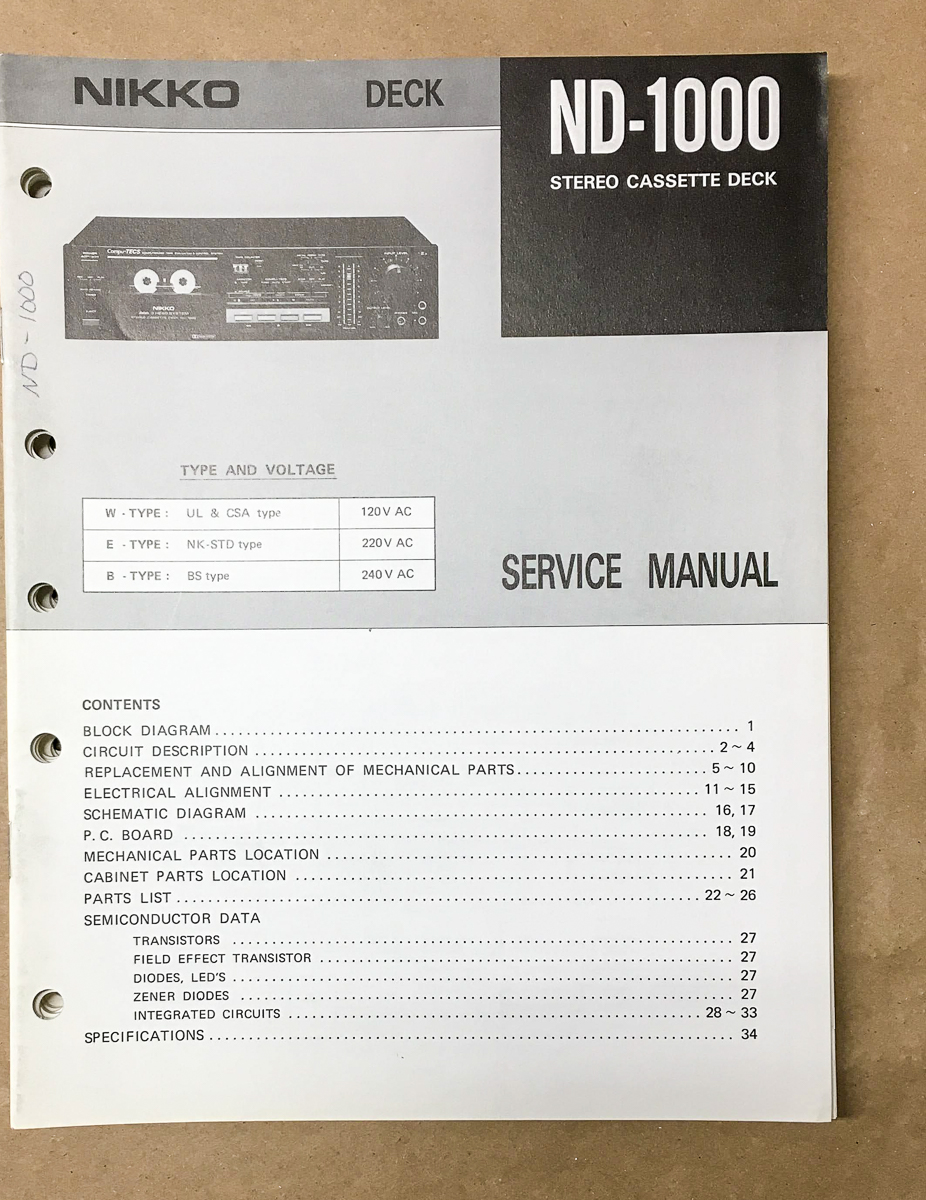 NIKKO DECK
ND-1000
STEREO CASSETTE DECK
Compu-TECS
NIKKO
ND-1000
TYPE AND VOLTAGE
W - TYPE : UL & CSA type 120V AC
E - TYPE : NK-STD type 220V AC
B - TYPE : BS type 240V AC
SERVICE MANUAL
CONTENTS
BLOCK DIAGRAM 1
CIRCUIT DESCRIPTION 2 ~ 4
REPLACEMENT AND ALIGNMENT OF MECHANICAL PARTS 5 ~ 10
ELECTRICAL ALIGNMENT 11 ~ 15
SCHEMATIC DIAGRAM 16, 17
P. C. BOARD 18, 19
MECHANICAL PARTS LOCATION 20
CABINET PARTS LOCATION 21
PARTS LIST 22 ~ 26
SEMICONDUCTOR DATA
TRANSISTORS 27
FIELD EFFECT TRANSISTOR 27
DIODES, LED'S 27
ZENER DIODES 27
INTEGRATED CIRCUITS 28 ~ 33
SPECIFICATIONS 34